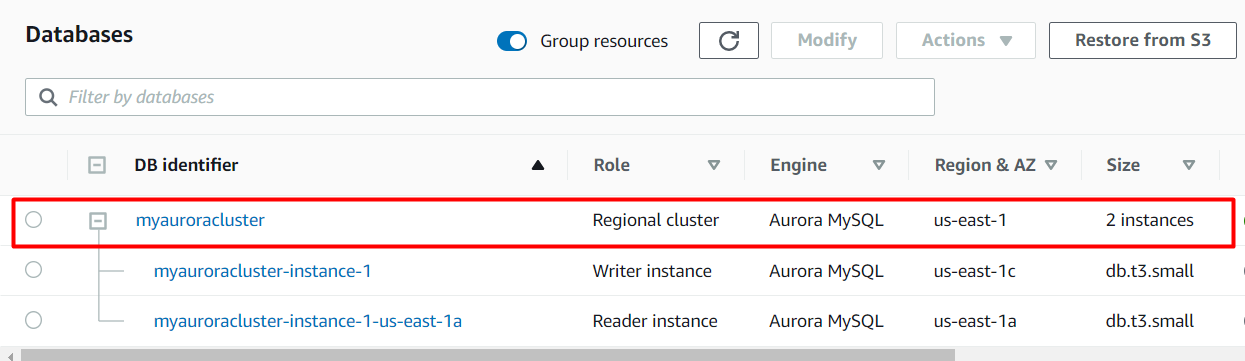 Databases
Group resources
Modify
Actions
Restore from S3
Filter by databases
DB identifier Role Engine Region & AZ Size
myauroracluster Regional cluster Aurora MySQL us-east-1 2 instances
myauroracluster-instance-1 Writer instance Aurora MySQL us-east-1c db.t3.small
myauroracluster-instance-1-us-east-1a Reader instance Aurora MySQL us-east-1a db.t3.small